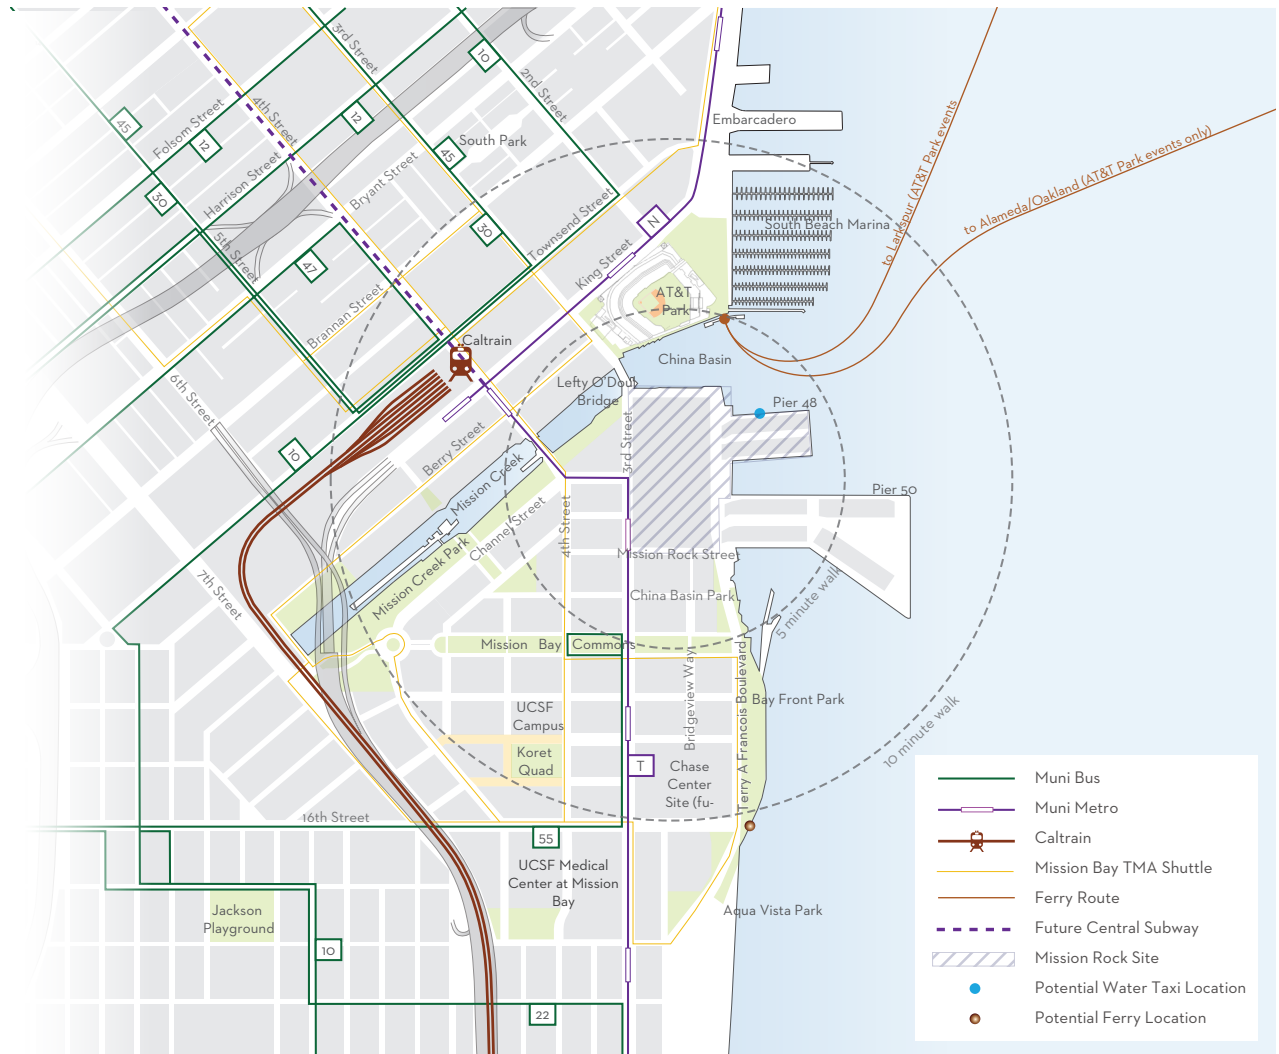 3rd Street
10
2nd Street
4th Street
12
Embarcadero
45
Folsom Street
12
South Park
45
Harrison Street
Bryant Street
30
to Larkspur (AT&T Park events
to Alameda/Oakland (AT&T Park events only)
N
South Beach Marina
30
Townsend Street
5th Street
King Street
47
AT&T
Park
Brannan Street
Caltrain
China Basin
6th Street
Lefty O'Doul
Bridge
Pier 48
10
Berry Street
3rd Street
Mission Creek
Pier 50
4th Street
Channel Street
Mission Rock Street
7th Street
Mission Creek Park
China Basin Park
5 minute walk
Mission Bay Commons
Bridgeview Way
Terry A Francois Boulevard
Bay Front Park
UCSF
Campus
10 minute walk
Koret
Quad
T
Chase
Center
Site (fu-
16th Street
55
UCSF Medical
Center at Mission
Bay
Jackson
Playground
Aqua Vista Park
10
22
Muni Bus
Muni Metro
Caltrain
Mission Bay TMA Shuttle
Ferry Route
Future Central Subway
Mission Rock Site
Potential Water Taxi Location
Potential Ferry Location